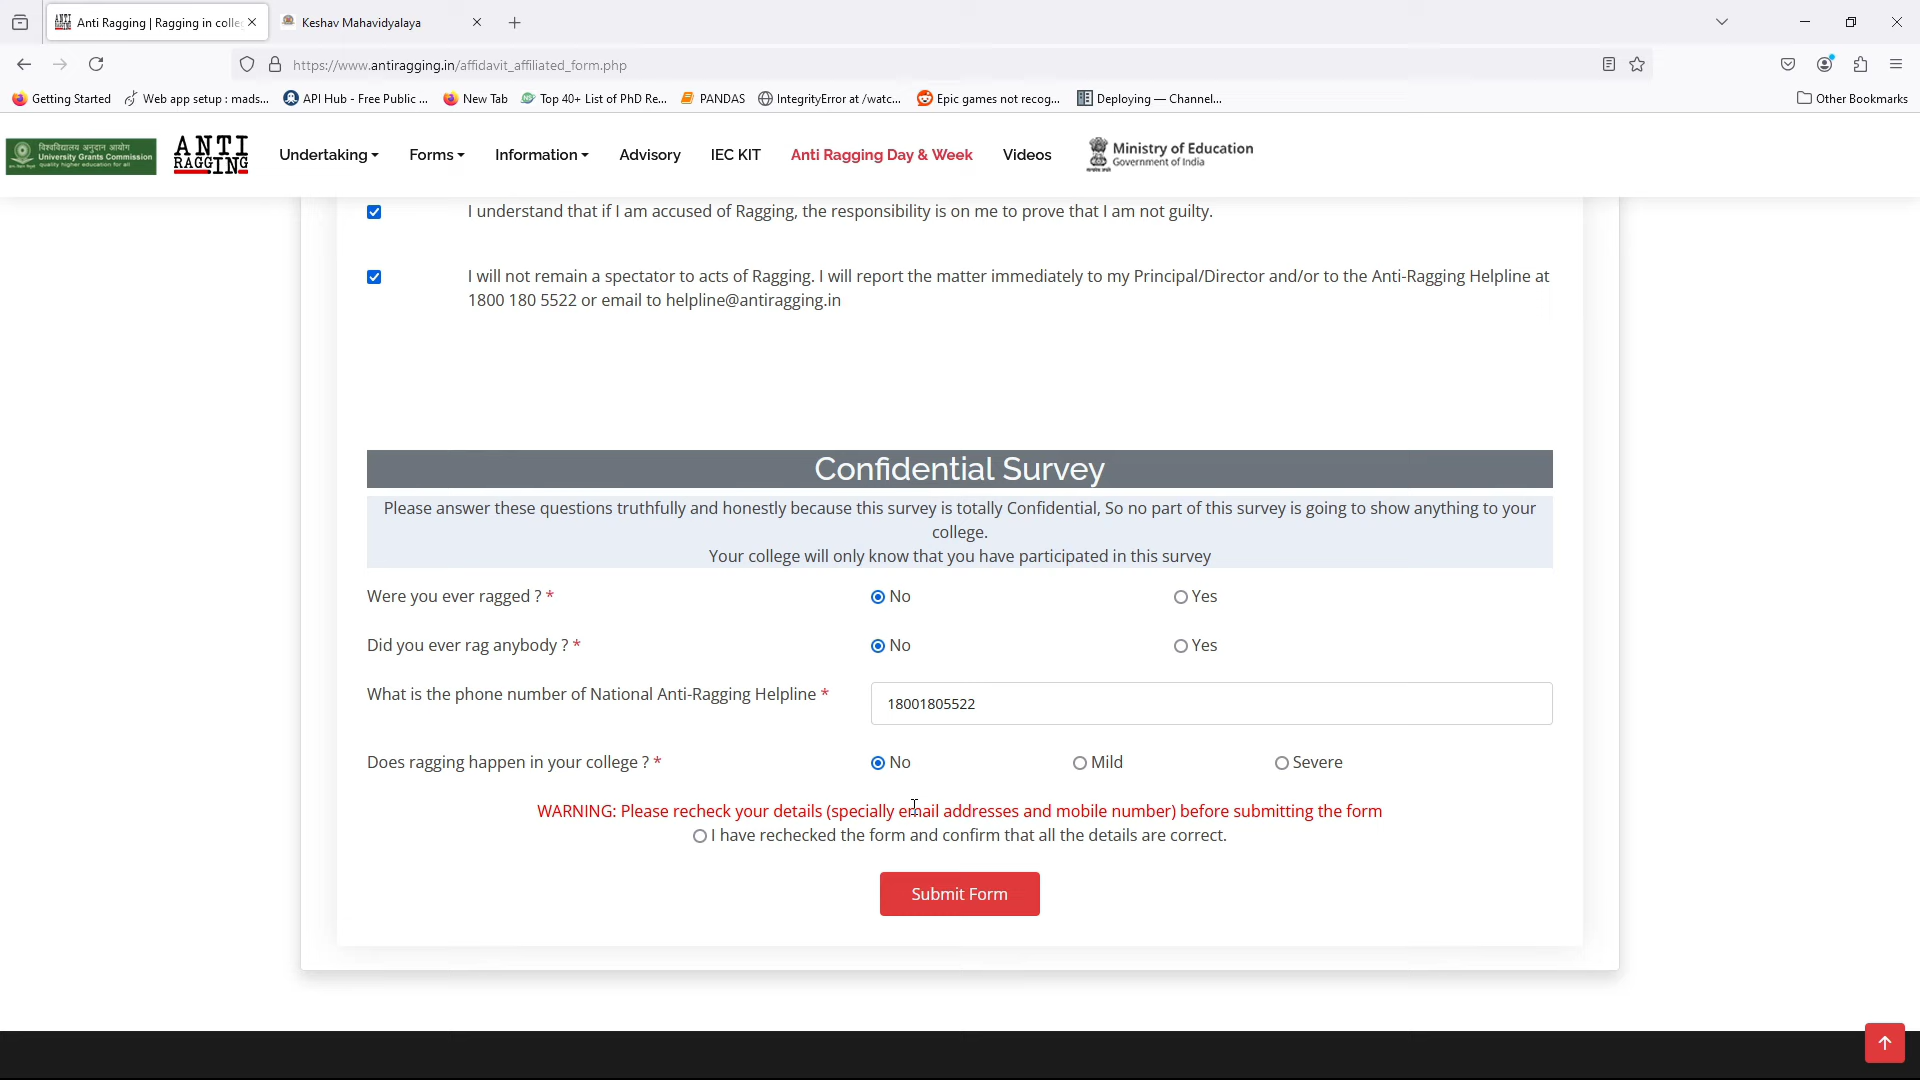 Anti Ragging | Ragging in colle
Keshav Mahavidyalaya
https://www.antiragging.in/affidavit_affiliated_form.php
Getting Started
Web app setup : mads...
API Hub - Free Public ...
New Tab
Top 40+ List of PhD Re...
PANDAS
IntegrityError at /watc...
Epic games not recog...
Deploying — Channel...
Other Bookmarks
विश्वविद्यालय अनुदान आयोग
University Grants Commission
quality higher education for all
ANTI
RAGGING
Undertaking
Forms
Information
Advisory
IEC KIT
Anti Ragging Day & Week
Videos
Ministry of Education
Government of India
I understand that if I am accused of Ragging, the responsibility is on me to prove that I am not guilty.
I will not remain a spectator to acts of Ragging. I will report the matter immediately to my Principal/Director and/or to the Anti-Ragging Helpline at
1800 180 5522 or email to helpline@antiragging.in
Confidential Survey
Please answer these questions truthfully and honestly because this survey is totally Confidential, So no part of this survey is going to show anything to your
college.
Your college will only know that you have participated in this survey
Were you ever ragged ? * No Yes
Did you ever rag anybody ? * No Yes
What is the phone number of National Anti-Ragging Helpline * 18001805522
Does ragging happen in your college ? * No Mild Severe
WARNING: Please recheck your details (specially email addresses and mobile number) before submitting the form
I have rechecked the form and confirm that all the details are correct.
Submit Form